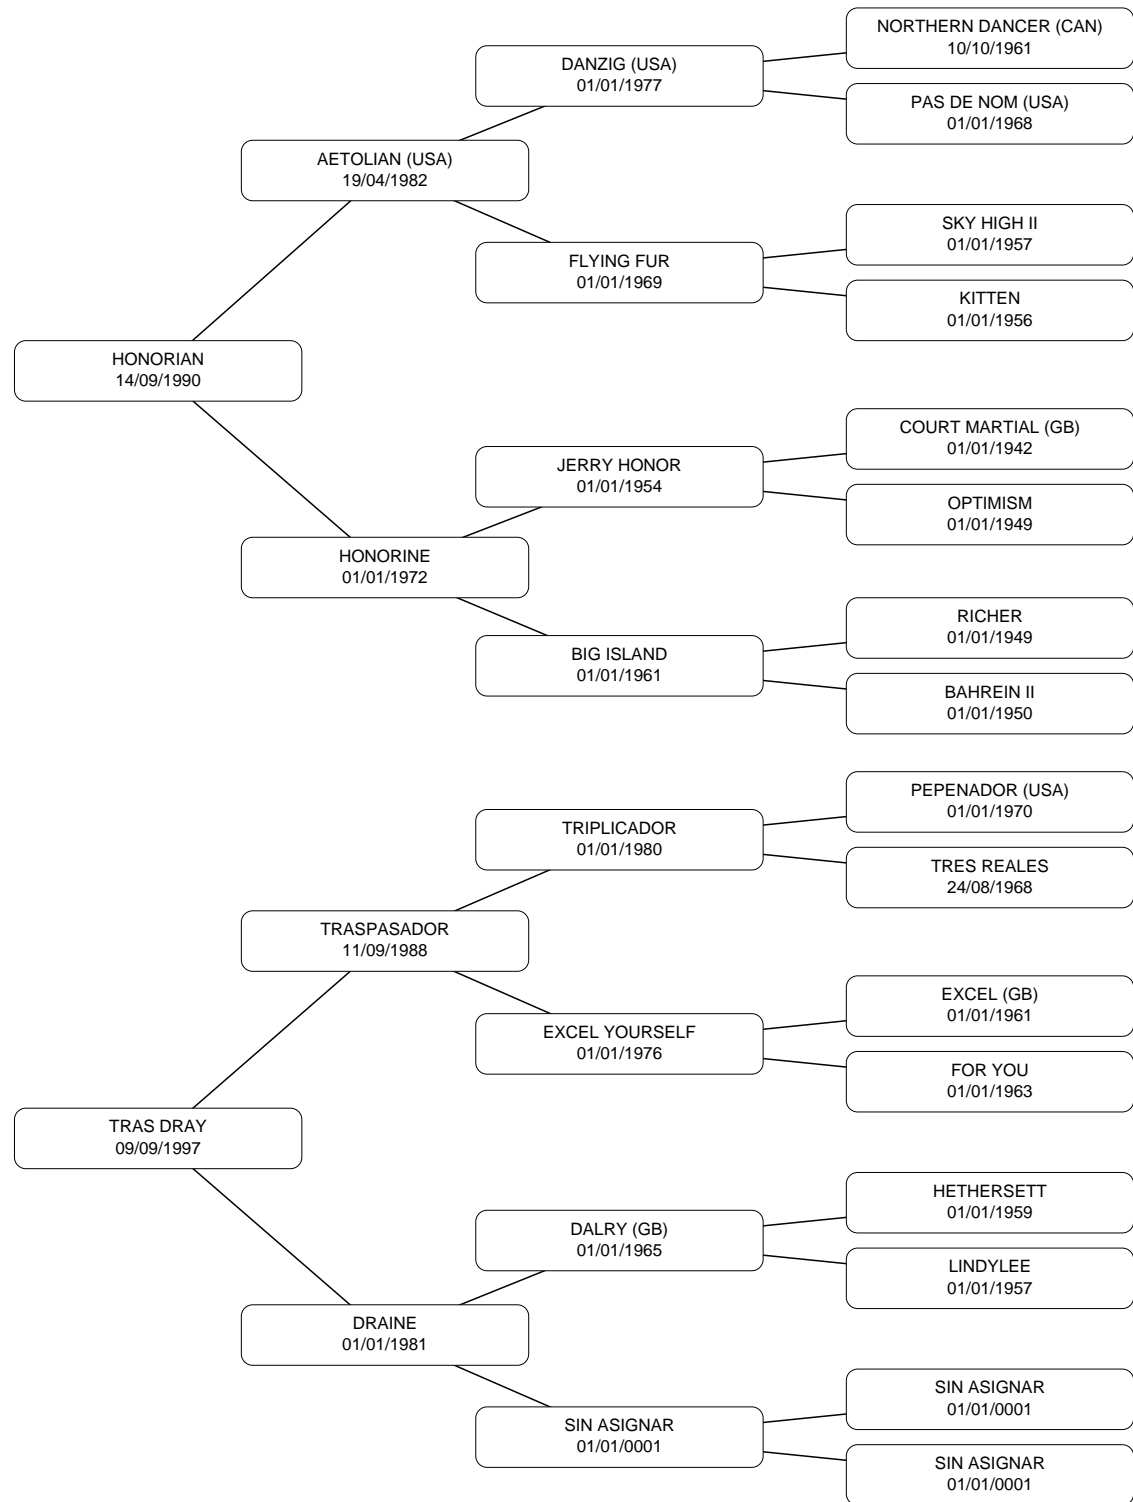 NORTHERN DANCER (CAN)
10/10/1961
DANZIG (USA)
01/01/1977
PAS DE NOM (USA)
01/01/1968
AETOLIAN (USA)
19/04/1982
SKY HIGH II
01/01/1957
FLYING FUR
01/01/1969
KITTEN
01/01/1956
HONORIAN
14/09/1990
COURT MARTIAL (GB)
01/01/1942
JERRY HONOR
01/01/1954
OPTIMISM
01/01/1949
HONORINE
01/01/1972
RICHER
01/01/1949
BIG ISLAND
01/01/1961
BAHREIN II
01/01/1950
PEPENADOR (USA)
01/01/1970
TRIPLICADOR
01/01/1980
TRES REALES
24/08/1968
TRASPASADOR
11/09/1988
EXCEL (GB)
01/01/1961
EXCEL YOURSELF
01/01/1976
FOR YOU
01/01/1963
TRAS DRAY
09/09/1997
HETHERSETT
01/01/1959
DALRY (GB)
01/01/1965
LINDYLEE
01/01/1957
DRAINE
01/01/1981
SIN ASIGNAR
01/01/0001
SIN ASIGNAR
01/01/0001
SIN ASIGNAR
01/01/0001